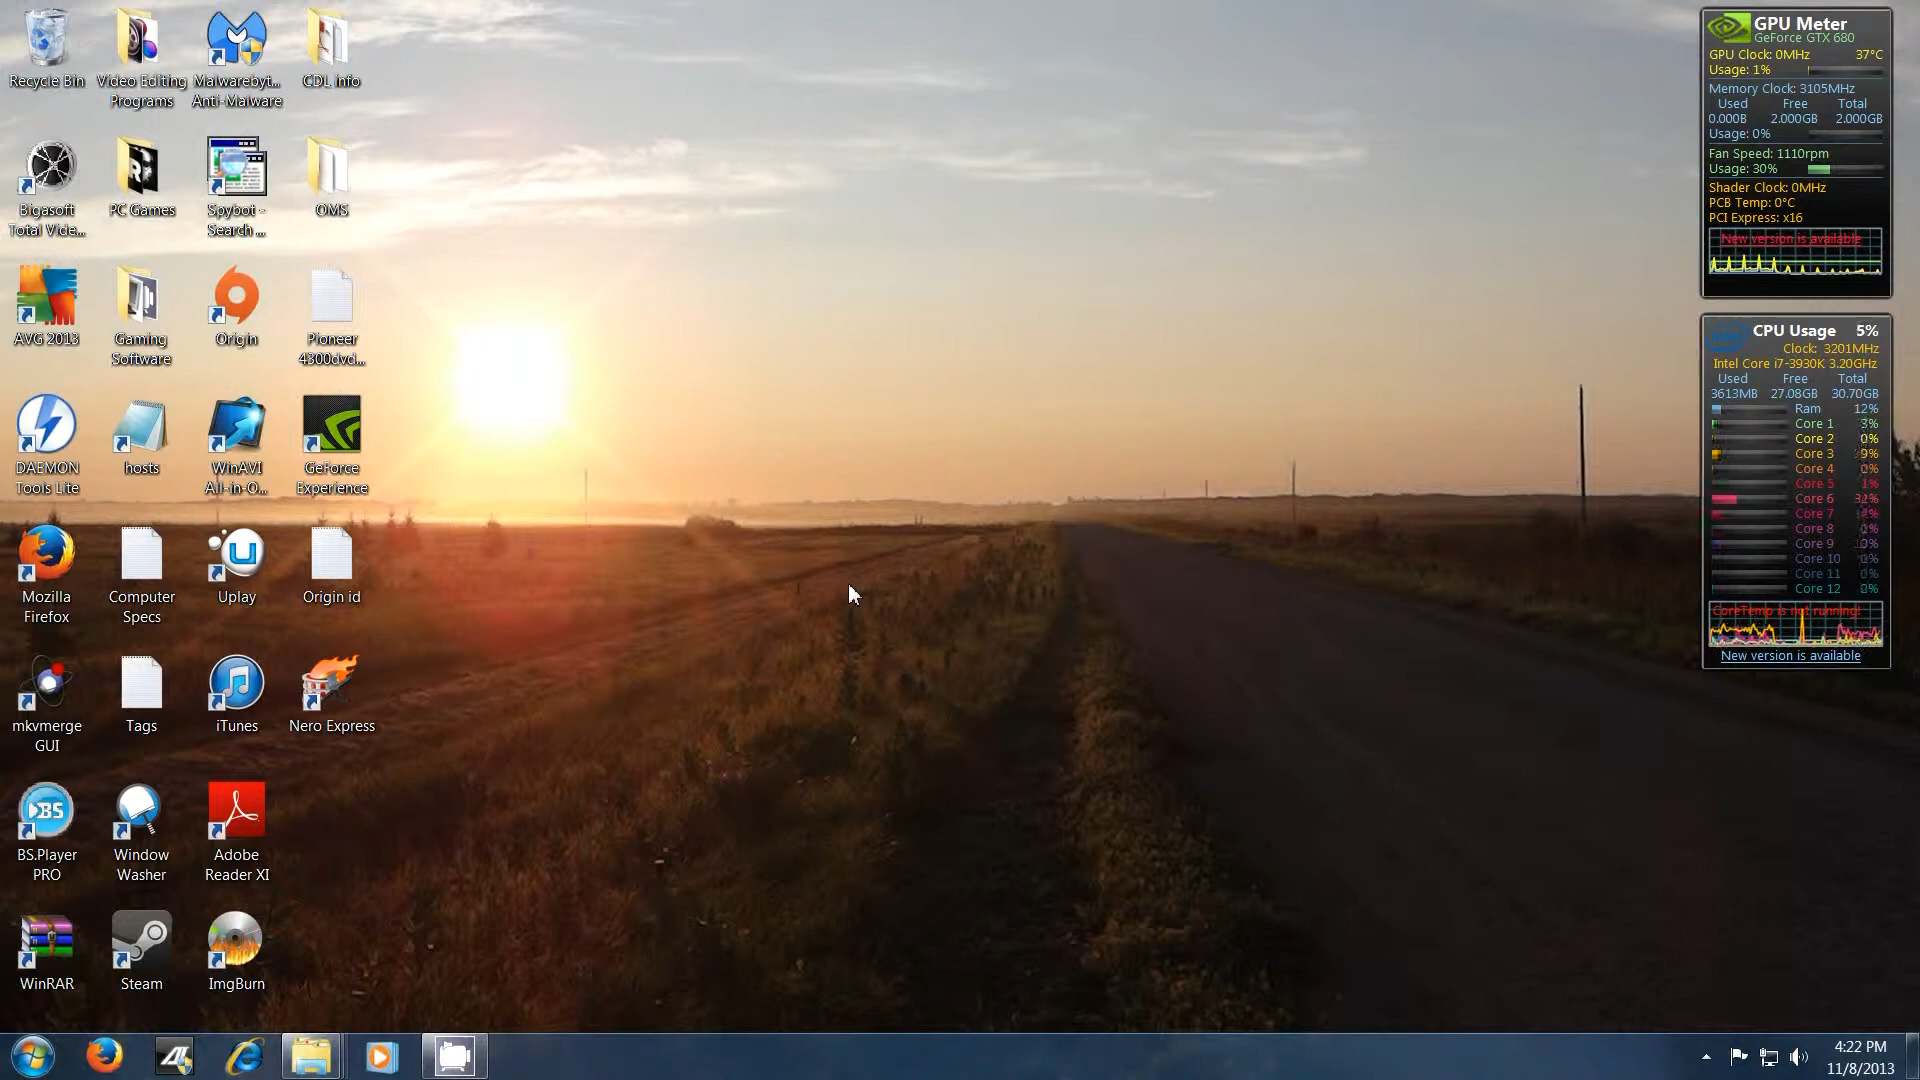 Recycle Bin
Video Editing
Programs
Malwarebyt...
Anti-Malware
CDL info
Bigasoft
Total Vide...
PC Games
Spybot -
Search ...
OMS
AVG 2013
Gaming
Software
Origin
Pioneer
4300dvd...
DAEMON
Tools Lite
hosts
WinAVI
All-in-O...
GeForce
Experience
Mozilla
Firefox
Computer
Specs
Uplay
Origin id
mkvmerge
GUI
Tags
iTunes
Nero Express
BS.Player
PRO
Window
Washer
Adobe
Reader XI
WinRAR
Steam
ImgBurn
GPU Meter
GeForce GTX 680
GPU Clock: 0MHz 37°C
Usage: 1%
Memory Clock: 3105MHz
Used Free Total
0.000B 2.000GB 2.000GB
Usage: 0%
Fan Speed: 1110rpm
Usage: 30%
Shader Clock: 0MHz
PCB Temp: 0°C
PCI Express: x16
New version is available
CPU Usage 5%
Clock: 3201MHz
Intel Core i7-3930K 3.20GHz
Used Free Total
3613MB 27.08GB 30.70GB
Ram 12%
Core 1 3%
Core 2 0%
Core 3 9%
Core 4 0%
Core 5 1%
Core 6
Core 7
Core 8
Core 9
Core 10 0%
Core 11 0%
Core 12 0%
CoreTemp is not running!
New version is available
4:22 PM
11/8/2013